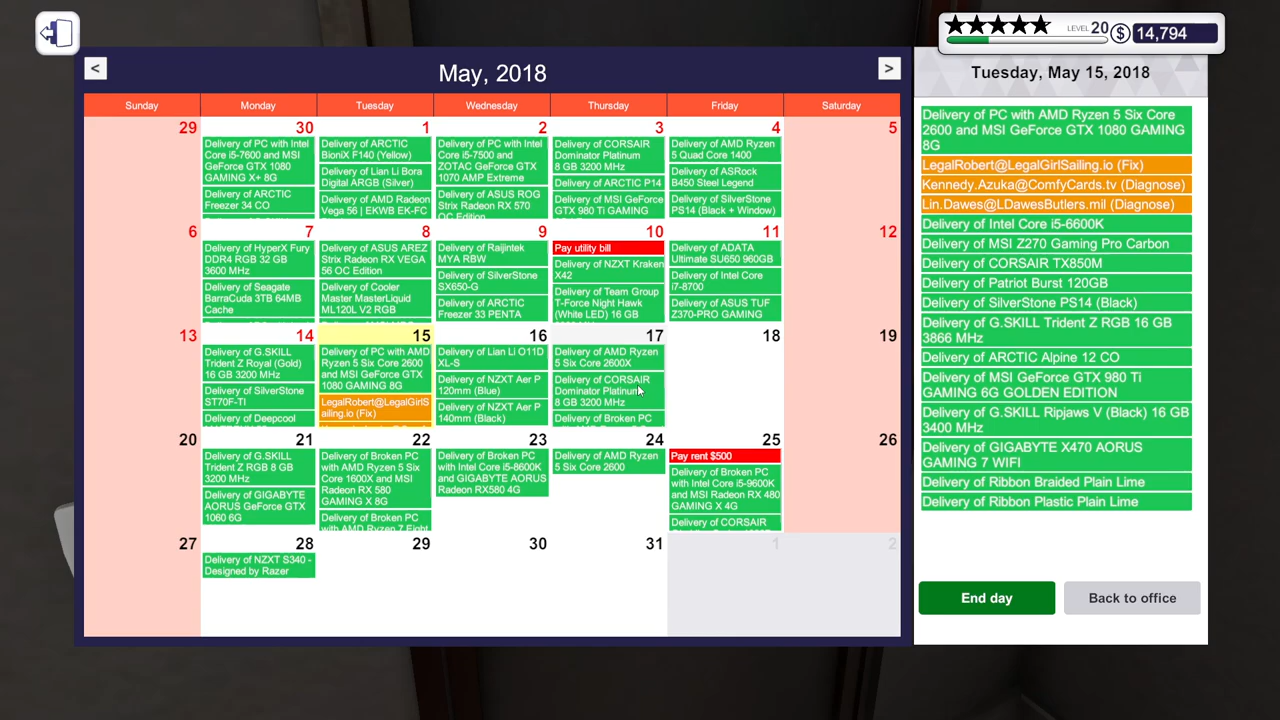 LEVEL 20
$ 14,794
<
May, 2018
>
Tuesday, May 15, 2018
Sunday
Monday
Tuesday
Wednesday
Thursday
Friday
Saturday
29
30
Delivery of PC with Intel
Core i5-7600 and MSI
GeForce GTX 1080
GAMING X+ 8G
Delivery of ARCTIC
Freezer 34 CO
1
Delivery of ARCTIC
BioniX F140 (Yellow)
Delivery of Lian Li Bora
Digital ARGB (Silver)
Delivery of AMD Radeon
Vega 56 | EKWB EK-FC
2
Delivery of PC with Intel
Core i5-7500 and
ZOTAC GeForce GTX
1070 AMP Extreme
Delivery of ASUS ROG
Strix Radeon RX 570
OC Edition
3
Delivery of CORSAIR
Dominator Platinum
8 GB 3200 MHz
Delivery of ARCTIC P14
Delivery of MSI GeForce
GTX 980 Ti GAMING
4
Delivery of AMD Ryzen
5 Quad Core 1400
Delivery of ASRock
B450 Steel Legend
Delivery of SilverStone
PS14 (Black + Window)
5
6
7
Delivery of HyperX Fury
DDR4 RGB 32 GB
3600 MHz
Delivery of Seagate
BarraCuda 3TB 64MB
Cache
8
Delivery of ASUS AREZ
Strix Radeon RX VEGA
56 OC Edition
Delivery of Cooler
Master MasterLiquid
ML120L V2 RGB
9
Delivery of Raijintek
MYA RBW
Delivery of SilverStone
SX650-G
Delivery of ARCTIC
Freezer 33 PENTA
10
Pay utility bill
Delivery of NZXT Kraken
X42
Delivery of Team Group
T-Force Night Hawk
(White LED) 16 GB
11
Delivery of ADATA
Ultimate SU650 960GB
Delivery of Intel Core
i7-8700
Delivery of ASUS TUF
Z370-PRO GAMING
12
13
14
Delivery of G.SKILL
Trident Z Royal (Gold)
16 GB 3200 MHz
Delivery of SilverStone
ST70F-TI
Delivery of Deepcool
15
Delivery of PC with AMD
Ryzen 5 Six Core 2600
and MSI GeForce GTX
1080 GAMING 8G
LegalRobert@LegalGirlS
ailing.io (Fix)
16
Delivery of Lian Li O11D
XL-S
Delivery of NZXT Aer P
120mm (Blue)
Delivery of NZXT Aer P
140mm (Black)
17
Delivery of AMD Ryzen
5 Six Core 2600X
Delivery of CORSAIR
Dominator Platinum
8 GB 3200 MHz
Delivery of Broken PC
18
19
20
21
Delivery of G.SKILL
Trident Z RGB 8 GB
3200 MHz
Delivery of GIGABYTE
AORUS GeForce GTX
1060 6G
22
Delivery of Broken PC
with AMD Ryzen 5 Six
Core 1600X and MSI
Radeon RX 580
GAMING X 8G
Delivery of Broken PC
with AMD Ryzen 7 Eight
23
Delivery of Broken PC
with Intel Core i5-8600K
and GIGABYTE AORUS
Radeon RX580 4G
24
Delivery of AMD Ryzen
5 Six Core 2600
25
Pay rent $500
Delivery of Broken PC
with Intel Core i5-9600K
and MSI Radeon RX 480
GAMING X 4G
Delivery of CORSAIR
26
27
28
Delivery of NZXT S340 -
Designed by Razer
29
30
31
1
2
Delivery of PC with AMD Ryzen 5 Six Core
2600 and MSI GeForce GTX 1080 GAMING
8G
LegalRobert@LegalGirlSailing.io (Fix)
Kennedy.Azuka@ComfyCards.tv (Diagnose)
Lin.Dawes@LDawesButlers.mil (Diagnose)
Delivery of Intel Core i5-6600K
Delivery of MSI Z270 Gaming Pro Carbon
Delivery of CORSAIR TX850M
Delivery of Patriot Burst 120GB
Delivery of SilverStone PS14 (Black)
Delivery of G.SKILL Trident Z RGB 16 GB
3866 MHz
Delivery of ARCTIC Alpine 12 CO
Delivery of MSI GeForce GTX 980 Ti
GAMING 6G GOLDEN EDITION
Delivery of G.SKILL Ripjaws V (Black) 16 GB
3400 MHz
Delivery of GIGABYTE X470 AORUS
GAMING 7 WIFI
Delivery of Ribbon Braided Plain Lime
Delivery of Ribbon Plastic Plain Lime
End day
Back to office